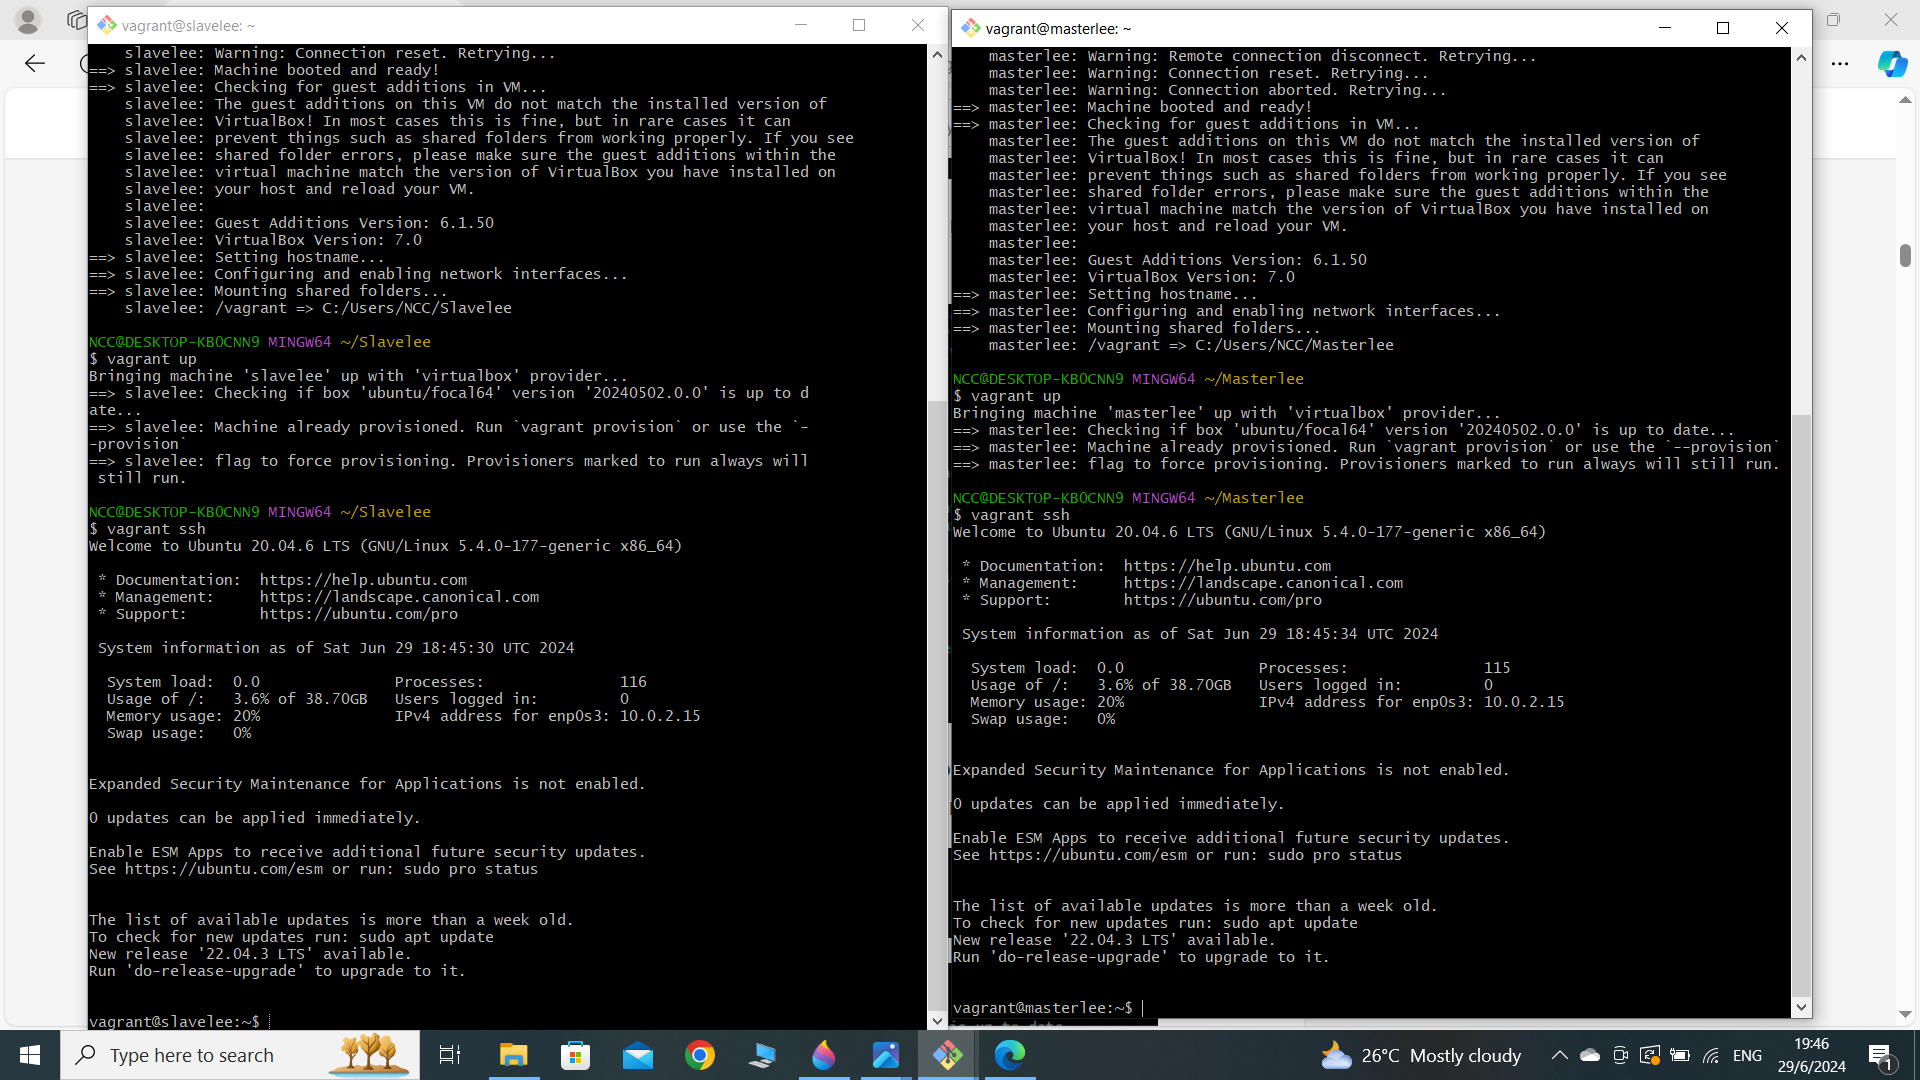 vagrant@slavelee: ~
slavelee: Warning: Connection reset. Retrying...
==> slavelee: Machine booted and ready!
==> slavelee: Checking for guest additions in VM...
slavelee: The guest additions on this VM do not match the installed version of
slavelee: VirtualBox! In most cases this is fine, but in rare cases it can
slavelee: prevent things such as shared folders from working properly. If you see
slavelee: shared folder errors, please make sure the guest additions within the
slavelee: virtual machine match the version of VirtualBox you have installed on
slavelee: your host and reload your VM.
slavelee:
slavelee: Guest Additions Version: 6.1.50
slavelee: VirtualBox Version: 7.0
==> slavelee: Setting hostname...
==> slavelee: Configuring and enabling network interfaces...
==> slavelee: Mounting shared folders...
slavelee: /vagrant => C:/Users/NCC/Slavelee
NCC@DESKTOP-KBOCNN9 MINGW64 ~/Slavelee
$ vagrant up
Bringing machine 'slavelee' up with 'virtualbox' provider...
==> slavelee: Checking if box 'ubuntu/focal64' version '20240502.0.0' is up to d
ate...
==> slavelee: Machine already provisioned. Run `vagrant provision` or use the `-
-provision`
==> slavelee: flag to force provisioning. Provisioners marked to run always will
still run.
NCC@DESKTOP-KBOCNN9 MINGW64 ~/Slavelee
$ vagrant ssh
Welcome to Ubuntu 20.04.6 LTS (GNU/Linux 5.4.0-177-generic x86_64)
* Documentation: https://help.ubuntu.com
* Management: https://landscape.canonical.com
* Support: https://ubuntu.com/pro
System information as of Sat Jun 29 18:45:30 UTC 2024
System load: 0.0 Processes: 116
Usage of /: 3.6% of 38.70GB Users logged in: 0
Memory usage: 20% IPv4 address for enp0s3: 10.0.2.15
Swap usage: 0%
Expanded Security Maintenance for Applications is not enabled.
0 updates can be applied immediately.
Enable ESM Apps to receive additional future security updates.
See https://ubuntu.com/esm or run: sudo pro status
The list of available updates is more than a week old.
To check for new updates run: sudo apt update
New release '22.04.3 LTS' available.
Run 'do-release-upgrade' to upgrade to it.
vagrant@slavelee:~$
vagrant@masterlee: ~
masterlee: Warning: Remote connection disconnect. Retrying...
masterlee: Warning: Connection reset. Retrying...
masterlee: Warning: Connection aborted. Retrying...
==> masterlee: Machine booted and ready!
==> masterlee: Checking for guest additions in VM...
masterlee: The guest additions on this VM do not match the installed version of
masterlee: VirtualBox! In most cases this is fine, but in rare cases it can
masterlee: prevent things such as shared folders from working properly. If you see
masterlee: shared folder errors, please make sure the guest additions within the
masterlee: virtual machine match the version of VirtualBox you have installed on
masterlee: your host and reload your VM.
masterlee:
masterlee: Guest Additions Version: 6.1.50
masterlee: VirtualBox Version: 7.0
==> masterlee: Setting hostname...
==> masterlee: Configuring and enabling network interfaces...
==> masterlee: Mounting shared folders...
masterlee: /vagrant => C:/Users/NCC/Masterlee
NCC@DESKTOP-KBOCNN9 MINGW64 ~/Masterlee
$ vagrant up
Bringing machine 'masterlee' up with 'virtualbox' provider...
==> masterlee: Checking if box 'ubuntu/focal64' version '20240502.0.0' is up to date...
==> masterlee: Machine already provisioned. Run `vagrant provision` or use the `--provision`
==> masterlee: flag to force provisioning. Provisioners marked to run always will still run.
NCC@DESKTOP-KBOCNN9 MINGW64 ~/Masterlee
$ vagrant ssh
Welcome to Ubuntu 20.04.6 LTS (GNU/Linux 5.4.0-177-generic x86_64)
* Documentation: https://help.ubuntu.com
* Management: https://landscape.canonical.com
* Support: https://ubuntu.com/pro
System information as of Sat Jun 29 18:45:34 UTC 2024
System load: 0.0 Processes: 115
Usage of /: 3.6% of 38.70GB Users logged in: 0
Memory usage: 20% IPv4 address for enp0s3: 10.0.2.15
Swap usage: 0%
Expanded Security Maintenance for Applications is not enabled.
0 updates can be applied immediately.
Enable ESM Apps to receive additional future security updates.
See https://ubuntu.com/esm or run: sudo pro status
The list of available updates is more than a week old.
To check for new updates run: sudo apt update
New release '22.04.3 LTS' available.
Run 'do-release-upgrade' to upgrade to it.
vagrant@masterlee:~$
Type here to search
26°C Mostly cloudy
ENG
19:46
29/6/2024
1